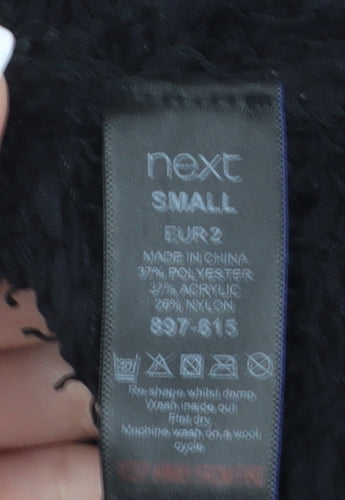 next
SMALL
EUR 2
MADE IN CHINA
37% POLYESTER
37% ACRYLIC
26% NYLON
897-615
Re-shape whilst damp
Wash inside out
Flat dry
Machine wash on a wool
cycle